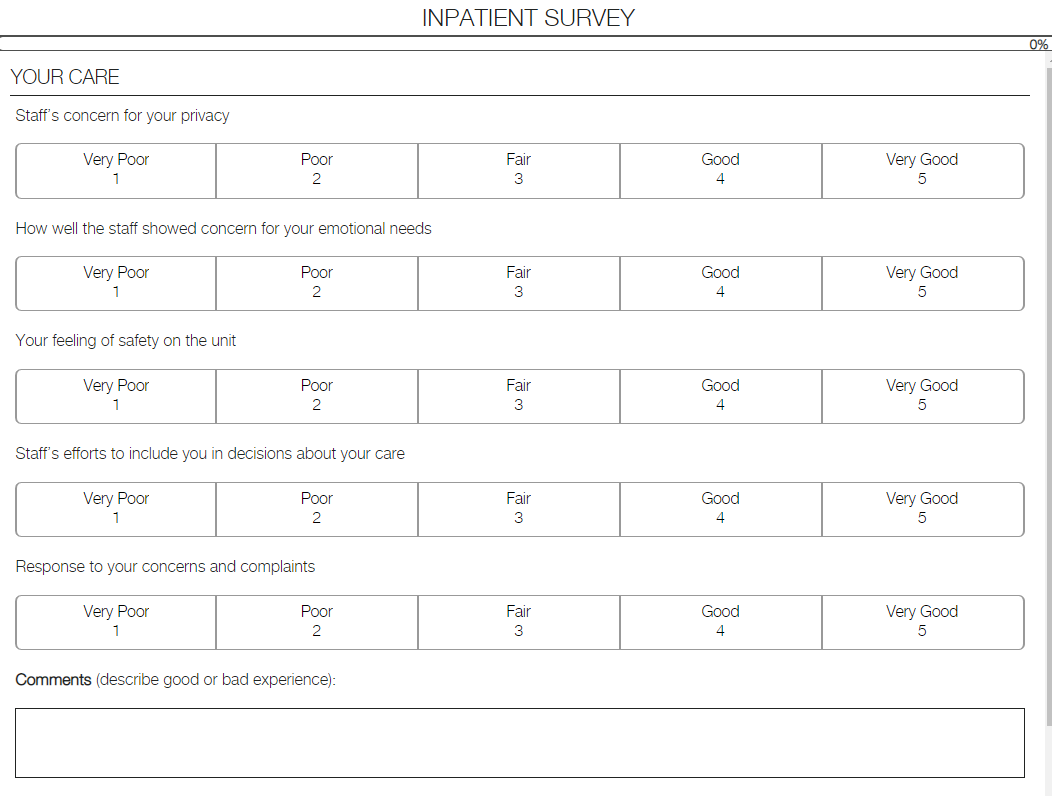 INPATIENT SURVEY
0%
YOUR CARE
Staff's concern for your privacy
Very Poor Poor Fair Good Very Good
1 2 3 4 5
How well the staff showed concern for your emotional needs
Very Poor Poor Fair Good Very Good
1 2 3 4 5
Your feeling of safety on the unit
Very Poor Poor Fair Good Very Good
1 2 3 4 5
Staff's efforts to include you in decisions about your care
Very Poor Poor Fair Good Very Good
1 2 3 4 5
Response to your concerns and complaints
Very Poor Poor Fair Good Very Good
1 2 3 4 5
Comments (describe good or bad experience):